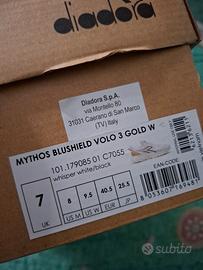 diadora
Diadora S.p.A.
via Montello 80
31031 Caerano di San Marco
(TV) Italy
MYTHOS BLUSHIELD VOLO 3 GOLD W
101.179085 01 C7055
whisper white/black
EAN-CODE:
7
8
9.5
40.5
25.5
UK
US M
US W
EUR
JP
8053607169481
subito